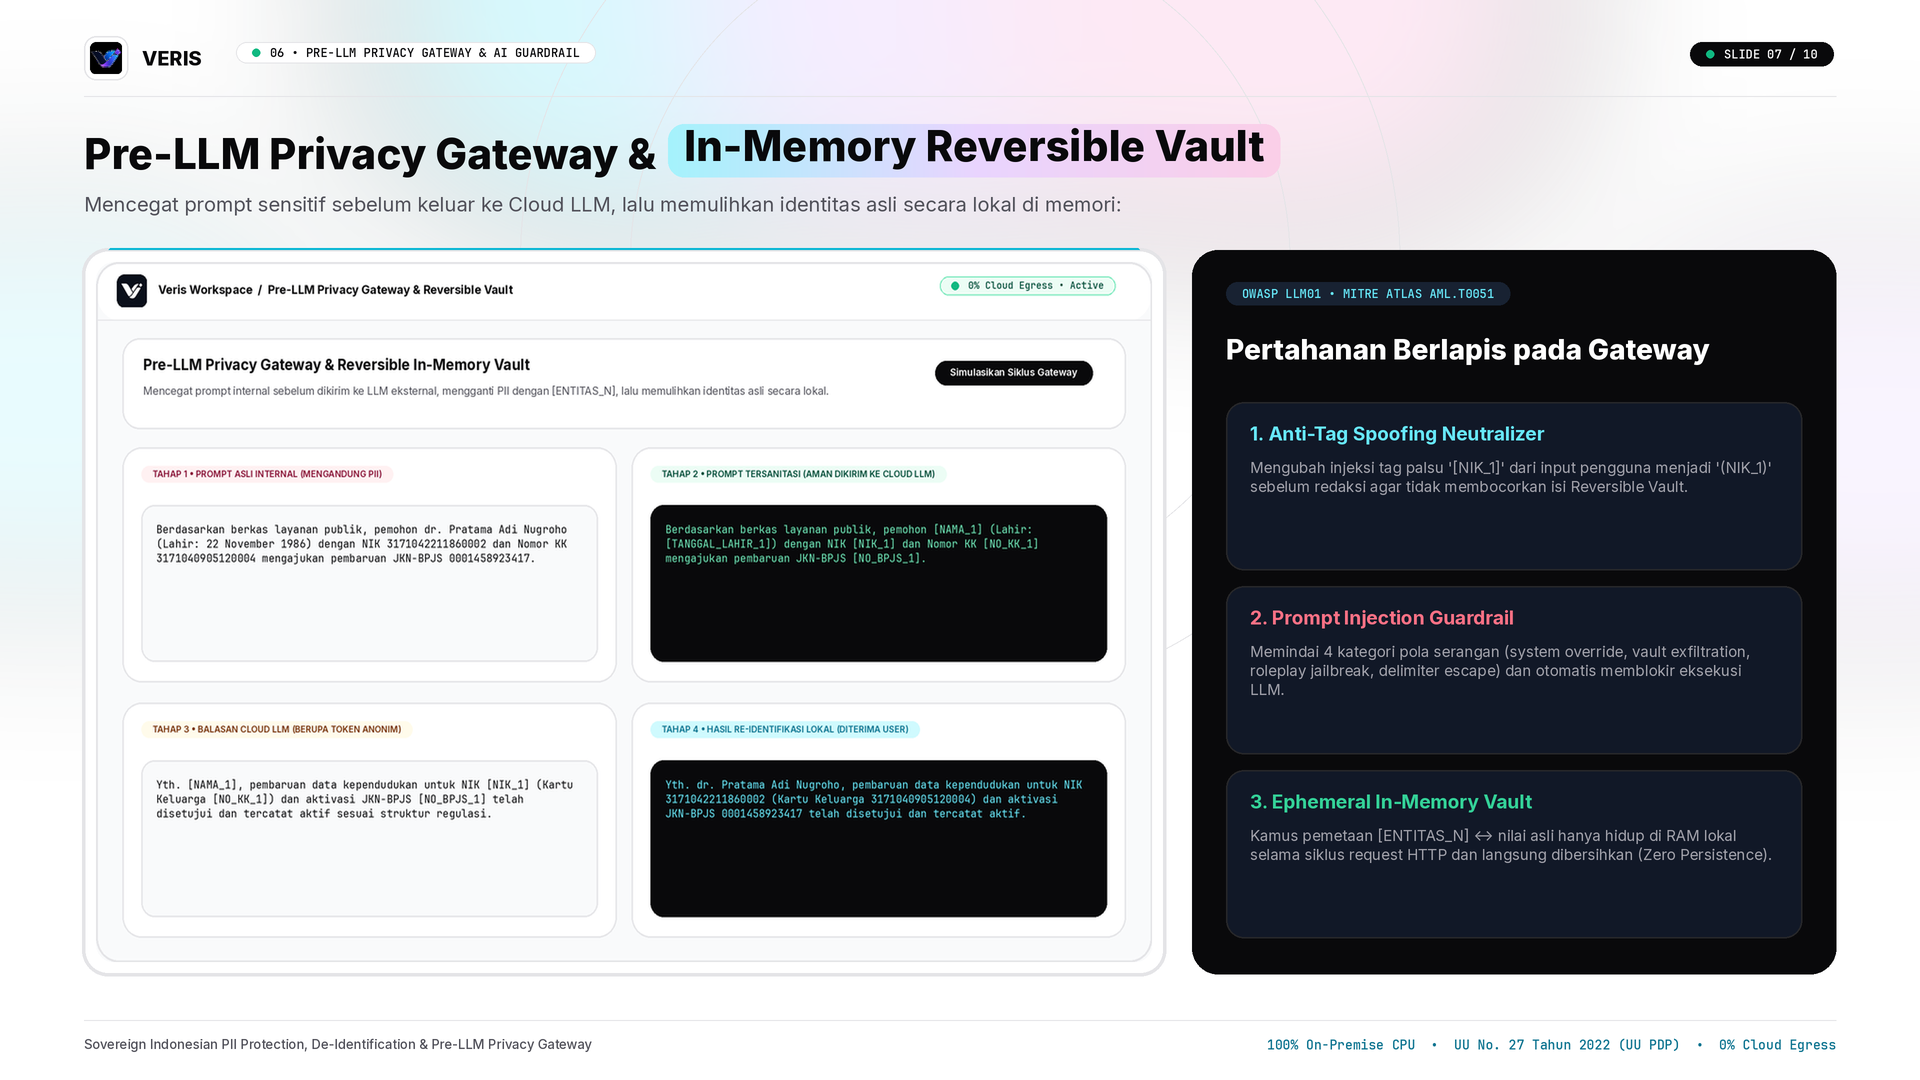 VERIS
06 • PRE-LLM PRIVACY GATEWAY & AI GUARDRAIL
SLIDE 07 / 10
Pre-LLM Privacy Gateway & In-Memory Reversible Vault
Mencegat prompt sensitif sebelum keluar ke Cloud LLM, lalu memulihkan identitas asli secara lokal di memori:
Veris Workspace / Pre-LLM Privacy Gateway & Reversible Vault
0% Cloud Egress • Active
Pre-LLM Privacy Gateway & Reversible In-Memory Vault
Mencegat prompt internal sebelum dikirim ke LLM eksternal, mengganti PII dengan [ENTITAS_N], lalu memulihkan identitas asli secara lokal.
Simulasikan Siklus Gateway
TAHAP 1 • PROMPT ASLI INTERNAL (MENGANDUNG PII)
Berdasarkan berkas layanan publik, pemohon dr. Pratama Adi Nugroho
(Lahir: 22 November 1986) dengan NIK 3171042211860002 dan Nomor KK
3171040905120004 mengajukan pembaruan JKN-BPJS 0001458923417.
TAHAP 2 • PROMPT TERSANITASI (AMAN DIKIRIM KE CLOUD LLM)
Berdasarkan berkas layanan publik, pemohon [NAMA_1] (Lahir:
[TANGGAL_LAHIR_1]) dengan NIK [NIK_1] dan Nomor KK [NO_KK_1]
mengajukan pembaruan JKN-BPJS [NO_BPJS_1].
TAHAP 3 • BALASAN CLOUD LLM (BERUPA TOKEN ANONIM)
Yth. [NAMA_1], pembaruan data kependudukan untuk NIK [NIK_1] (Kartu
Keluarga [NO_KK_1]) dan aktivasi JKN-BPJS [NO_BPJS_1] telah
disetujui dan tercatat aktif sesuai struktur regulasi.
TAHAP 4 • HASIL RE-IDENTIFIKASI LOKAL (DITERIMA USER)
Yth. dr. Pratama Adi Nugroho, pembaruan data kependudukan untuk NIK
3171042211860002 (Kartu Keluarga 3171040905120004) dan aktivasi
JKN-BPJS 0001458923417 telah disetujui dan tercatat aktif.
OWASP LLM01 • MITRE ATLAS AML.T0051
Pertahanan Berlapis pada Gateway
1. Anti-Tag Spoofing Neutralizer
Mengubah injeksi tag palsu '[NIK_1]' dari input pengguna menjadi '(NIK_1)'
sebelum redaksi agar tidak membocorkan isi Reversible Vault.
2. Prompt Injection Guardrail
Memindai 4 kategori pola serangan (system override, vault exfiltration,
roleplay jailbreak, delimiter escape) dan otomatis memblokir eksekusi
LLM.
3. Ephemeral In-Memory Vault
Kamus pemetaan [ENTITAS_N] ↔ nilai asli hanya hidup di RAM lokal
selama siklus request HTTP dan langsung dibersihkan (Zero Persistence).
Sovereign Indonesian PII Protection, De-Identification & Pre-LLM Privacy Gateway
100% On-Premise CPU • UU No. 27 Tahun 2022 (UU PDP) • 0% Cloud Egress